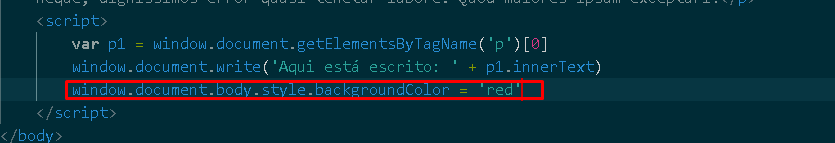 neque, dignissimos error quasi tenetur labore. Quod maiores ipsum excepturi.</p>
<script>
var p1 = window.document.getElementsByTagName('p')[0]
window.document.write('Aqui está escrito: ' + p1.innerText)
window.document.body.style.backgroundColor = 'red'
</script>
</body>